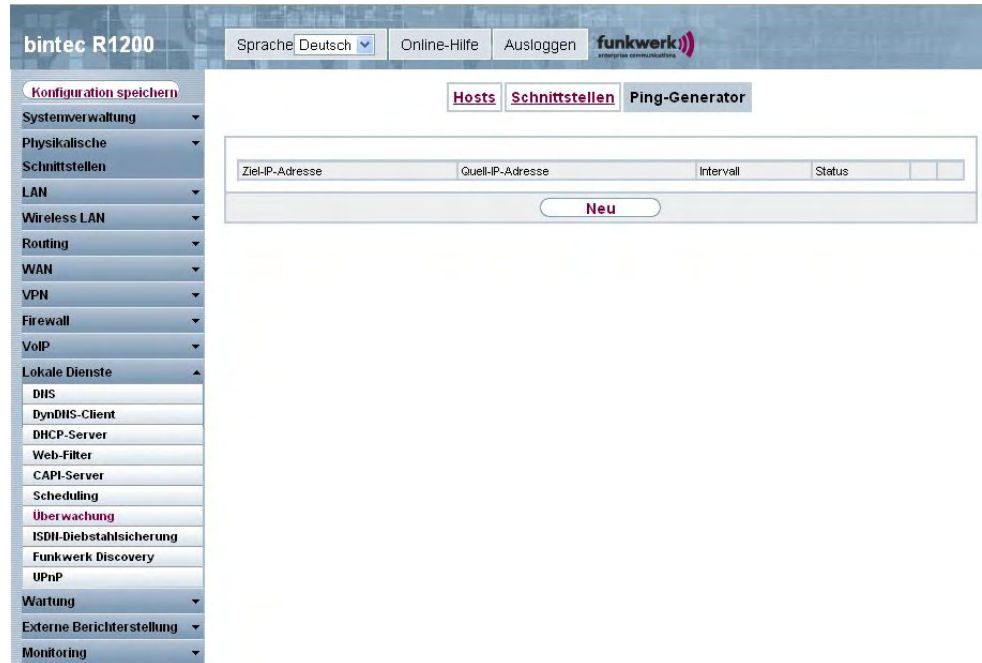 bintec R1200
Sprache Deutsch
Online-Hilfe
Ausloggen
funkwerk
enterprise communications
Konfiguration speichern
Systemverwaltung
Physikalische
Schnittstellen
LAN
Wireless LAN
Routing
WAN
VPN
Firewall
VoIP
Lokale Dienste
DNS
DynDNS-Client
DHCP-Server
Web-Filter
CAPI-Server
Scheduling
Überwachung
ISDN-Diebstahlsicherung
Funkwerk Discovery
UPnP
Wartung
Externe Berichterstellung
Monitoring
Hosts Schnittstellen Ping-Generator
Ziel-IP-Adresse Quell-IP-Adresse Intervall Status
Neu